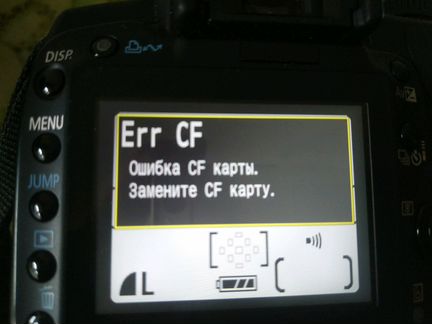 DISP.
Err CF
Ошибка CF карты.
Замените CF карту.
MENU
JUMP
L